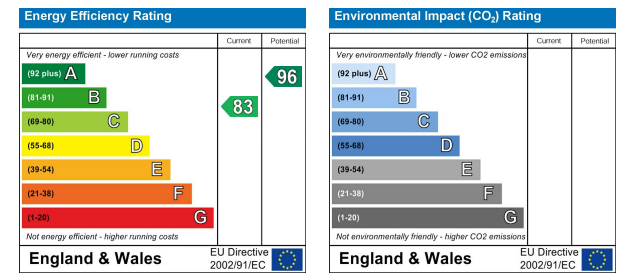 Energy Efficiency Rating
Current Potential
Very energy efficient - lower running costs
(92 plus) A
(81-91) B
(69-80) C
(55-68) D
(39-54) E
(21-38) F
(1-20) G
83
96
Not energy efficient - higher running costs
England & Wales
EU Directive
2002/91/EC
Environmental Impact (CO₂) Rating
Current Potential
Very environmentally friendly - lower CO2 emissions
(92 plus) A
(81-91) B
(69-80) C
(55-68) D
(39-54) E
(21-38) F
(1-20) G
Not environmentally friendly - higher CO2 emissions
England & Wales
EU Directive
2002/91/EC